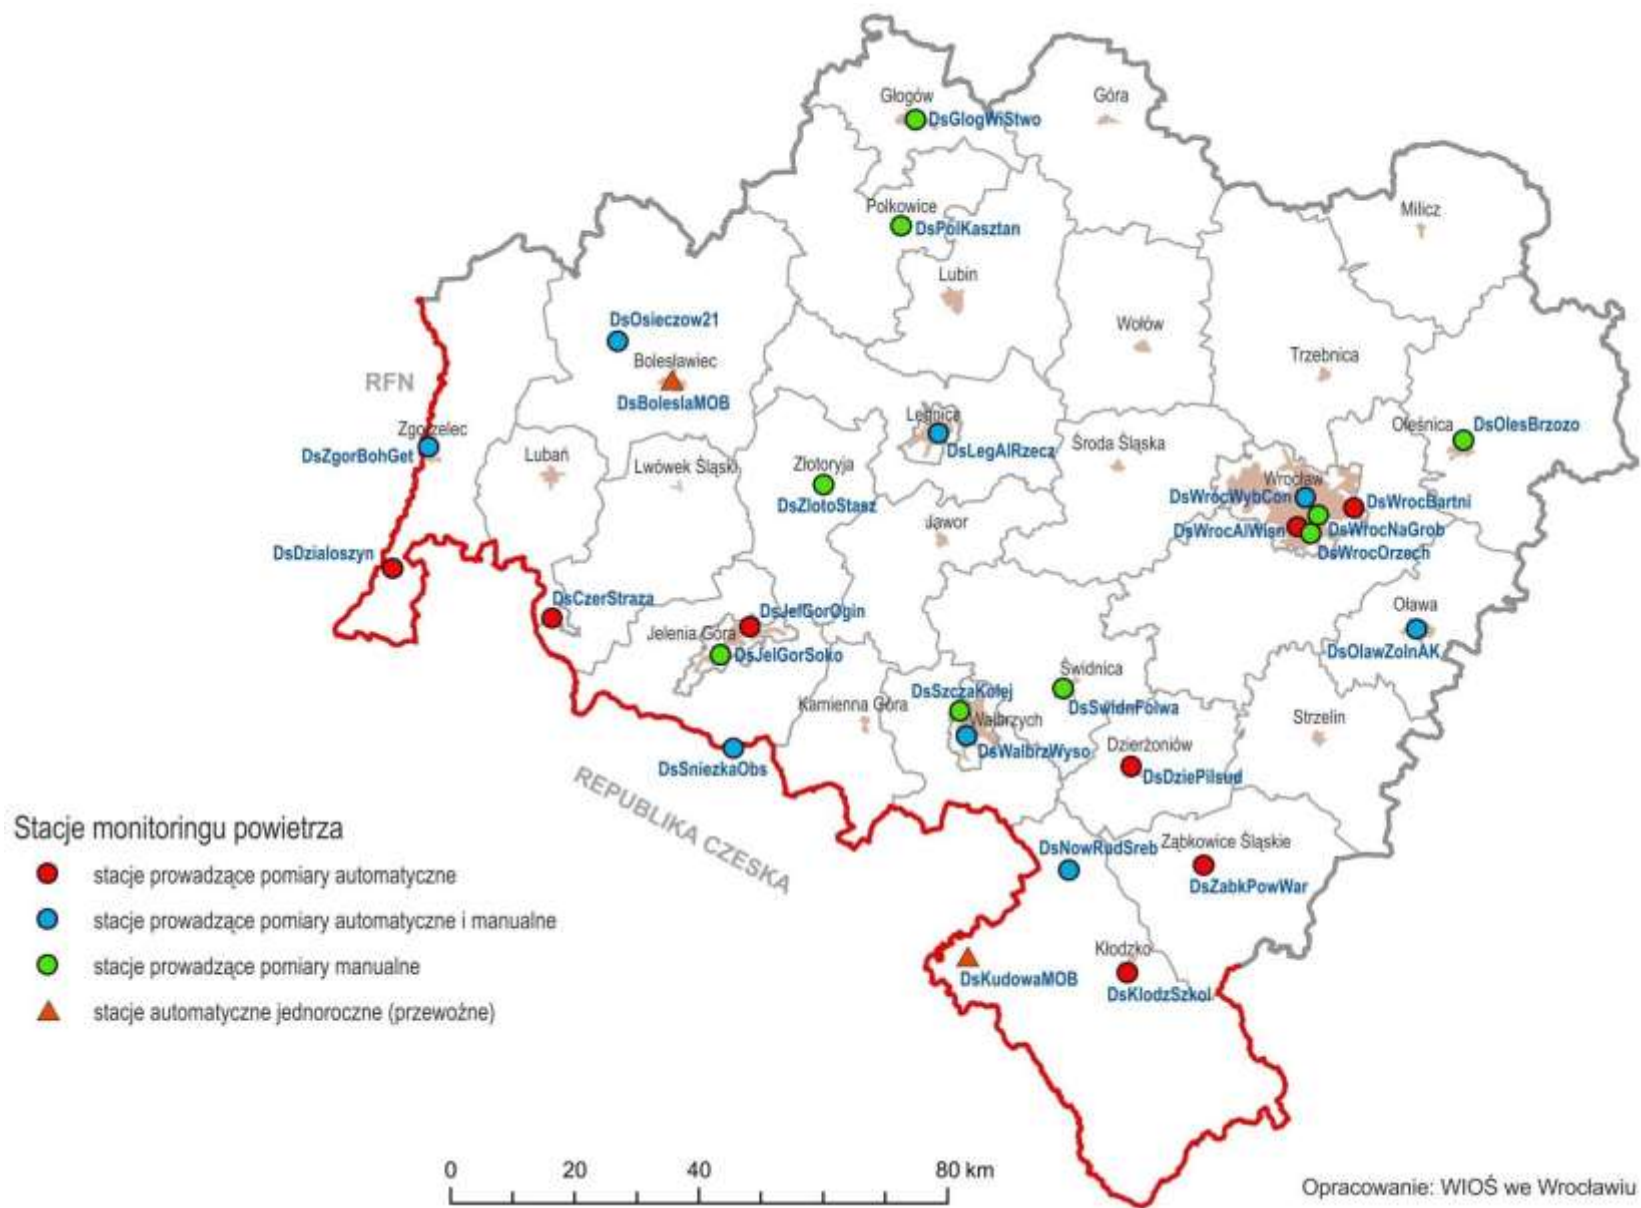 Głogów
Góra
DsGlogWiStwo
Milicz
Polkowice
DsPolKasztan
Lubin
DsOsieczow21
Wołów
Trzebnica
Bolesławiec
RFN
DsBoleslaMOB
Legnica
Zgorzelec
Oleśnica
DsOlesBrzozo
DsZgorBohGet
DsLegAlRzecz
Środa Śląska
Lubań
Lwówek Śląski
Złotoryja
Wrocław
DsWrocWybCon
DsWrocBartni
DsZlotoStasz
Jawor
DsWrocAlWisn
DsWrocNaGrob
DsWrocOrzech
DsDzialoszyn
DsCzerStraza
DsJelGorOgin
Oława
Jelenia Góra
DsJelGorSoko
DsOlawZolnAK
Świdnica
DsSzczaKolej
DsSwidnFolwa
Kamienna Góra
Wałbrzych
Strzelin
DsWalbrzWyso
Dzierżoniów
DsSniezkaObs
DsDziePilsud
REPUBLIKA CZESKA
Stacje monitoringu powietrza
DsNowRudSreb
Ząbkowice Śląskie
DsZabkPowWar
stacje prowadzące pomiary automatyczne
stacje prowadzące pomiary automatyczne i manualne
stacje prowadzące pomiary manualne
stacje automatyczne jednoroczne (przewoźne)
Kłodzko
DsKudowaMOB
DsKlodzSzkol
0 20 40 80 km
Opracowanie: WIOŚ we Wrocławiu